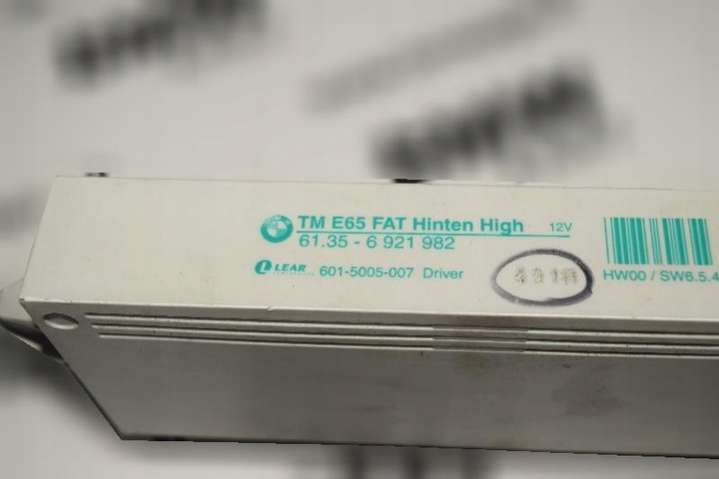 TM E65 FAT Hinten High 12V
61.35 - 6 921 982
LEAR 601-5005-007 Driver
HW00 / SW6.5.4